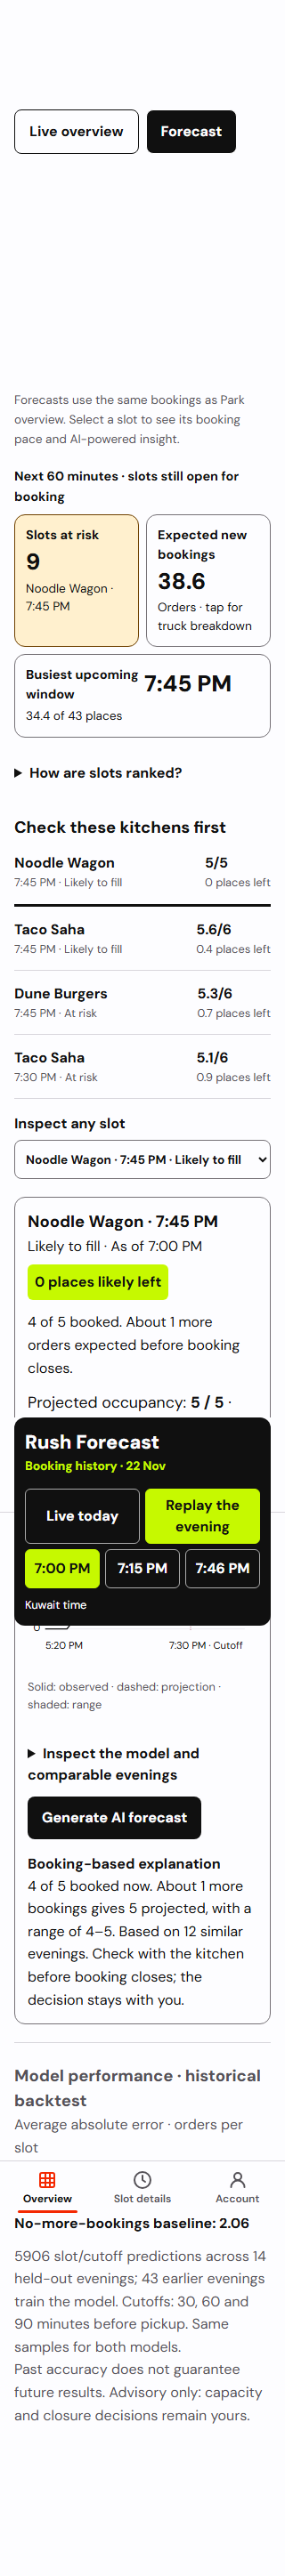 Live overview
Forecast
Forecasts use the same bookings as Park
overview. Select a slot to see its booking
pace and AI-powered insight.
Next 60 minutes · slots still open for
booking
Slots at risk
9
Noodle Wagon ·
7:45 PM
Expected new
bookings
38.6
Orders · tap for
truck breakdown
Busiest upcoming
window
7:45 PM
34.4 of 43 places
▶ How are slots ranked?
Check these kitchens first
Noodle Wagon
5/5
7:45 PM · Likely to fill
0 places left
Taco Saha
5.6/6
7:45 PM · Likely to fill
0.4 places left
Dune Burgers
5.3/6
7:45 PM · At risk
0.7 places left
Taco Saha
5.1/6
7:30 PM · At risk
0.9 places left
Inspect any slot
Noodle Wagon · 7:45 PM · Likely to fill
Noodle Wagon · 7:45 PM
Likely to fill · As of 7:00 PM
0 places likely left
4 of 5 booked. About 1 more
orders expected before booking
closes.
Projected occupancy: 5 / 5 ·
Rush Forecast
Booking history · 22 Nov
Live today
Replay the
evening
7:00 PM
7:15 PM
7:46 PM
Kuwait time
0
5:20 PM
7:30 PM · Cutoff
Solid: observed · dashed: projection ·
shaded: range
▶ Inspect the model and
comparable evenings
Generate AI forecast
Booking-based explanation
4 of 5 booked now. About 1 more
bookings gives 5 projected, with a
range of 4–5. Based on 12 similar
evenings. Check with the kitchen
before booking closes; the
decision stays with you.
Model performance · historical
backtest
Average absolute error · orders per
slot
Overview
Slot details
Account
No-more-bookings baseline: 2.06
5906 slot/cutoff predictions across 14
held-out evenings; 43 earlier evenings
train the model. Cutoffs: 30, 60 and
90 minutes before pickup. Same
samples for both models.
Past accuracy does not guarantee
future results. Advisory only: capacity
and closure decisions remain yours.